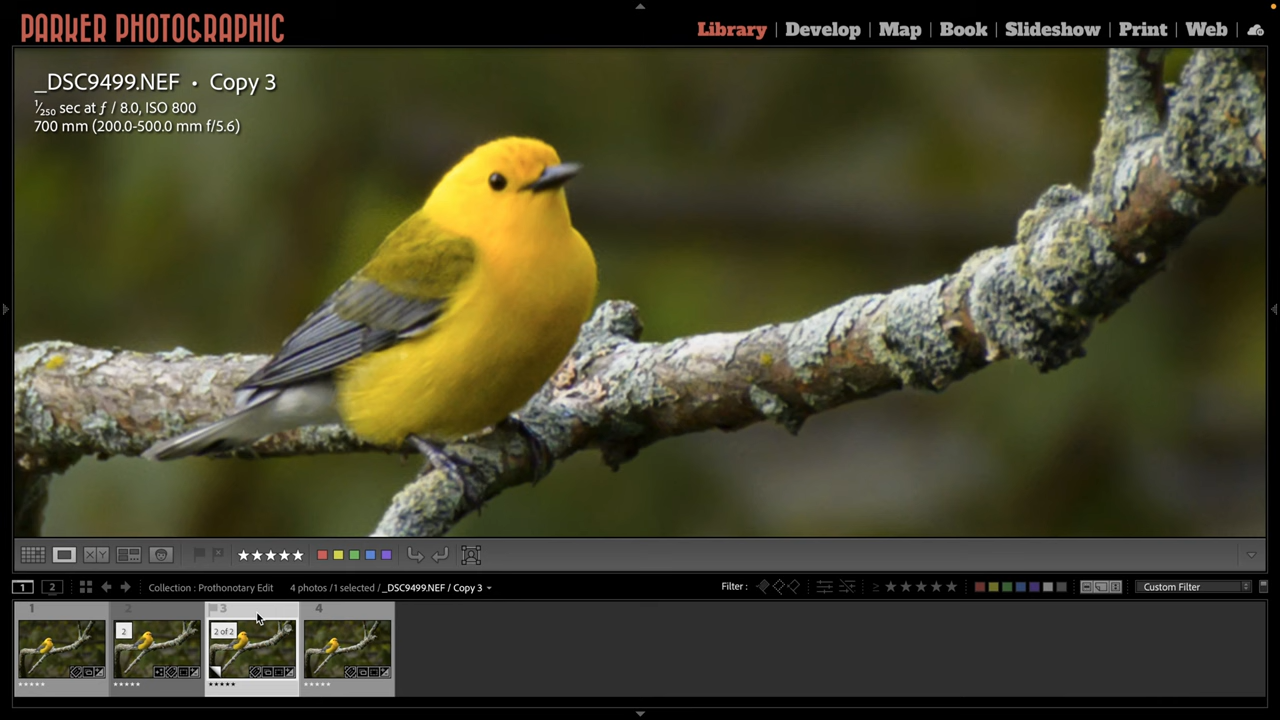 PARKER PHOTOGRAPHIC
Library | Develop | Map | Book | Slideshow | Print | Web
_DSC9499.NEF • Copy 3
1/250 sec at ƒ / 8.0, ISO 800
700 mm (200.0-500.0 mm f/5.6)
1 2 Collection : Prothonotary Edit 4 photos /1 selected / _DSC9499.NEF / Copy 3 Filter : ≥ Custom Filter
1 2 3 4
2 2 of 2